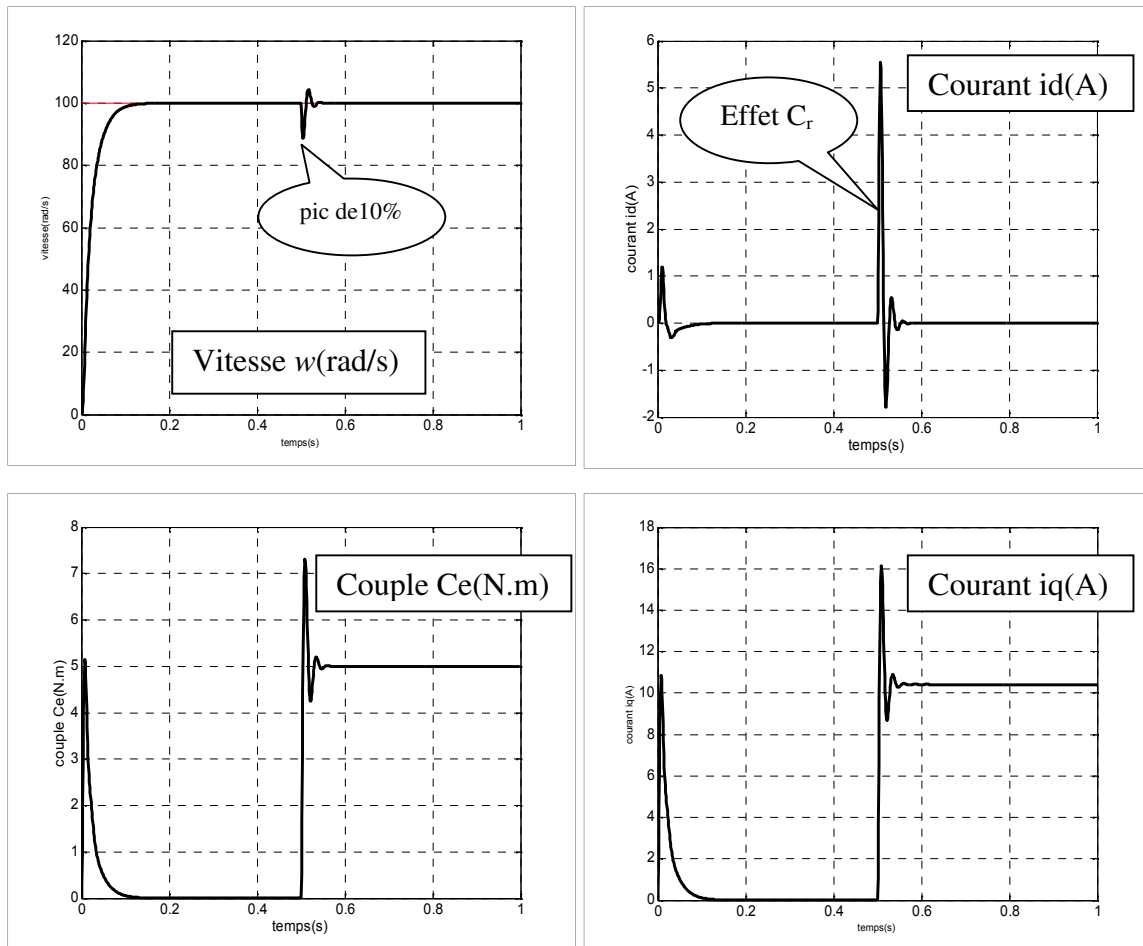 120
100
80
60
40
20
0
vitesse(rad/s)
pic de10%
Vitesse w(rad/s)
0 0.2 0.4 0.6 0.8 1
temps(s)
6
5
4
3
2
1
0
-1
-2
courant id(A)
Courant id(A)
Effet Cr
0 0.2 0.4 0.6 0.8 1
temps(s)
8
7
6
5
4
3
2
1
0
couple Ce(N.m)
Couple Ce(N.m)
0 0.2 0.4 0.6 0.8 1
temps(s)
18
16
14
12
10
8
6
4
2
0
courant iq(A)
Courant iq(A)
0 0.2 0.4 0.6 0.8 1
temps(s)